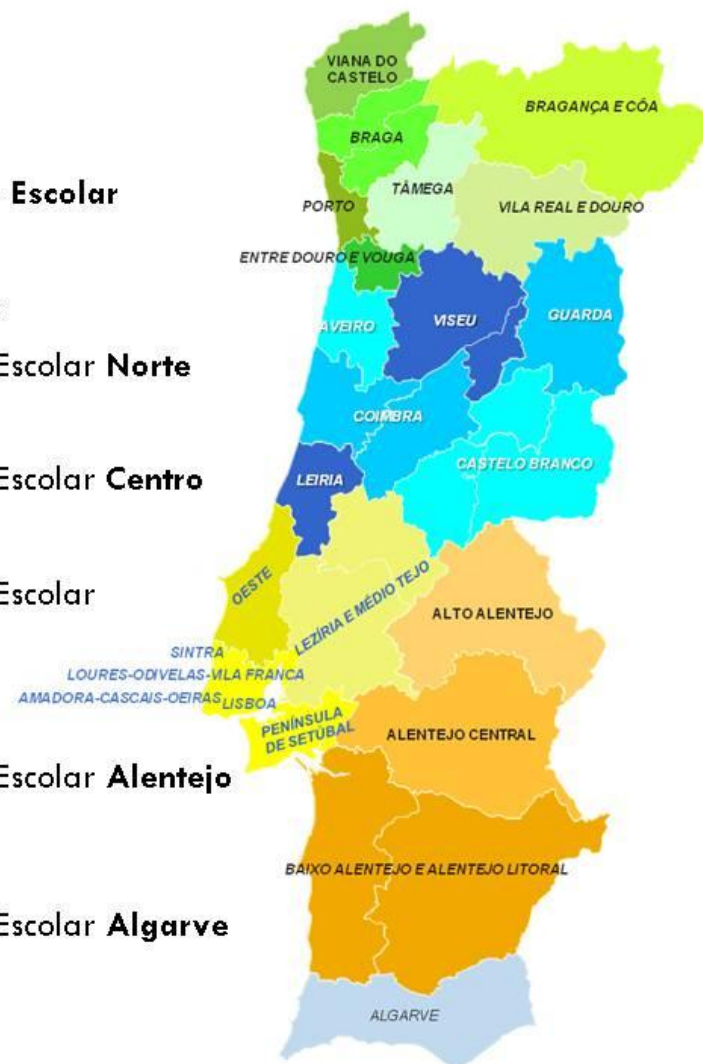 VIANA DO
CASTELO
BRAGANÇA E CÔA
BRAGA
Escolar
TÂMEGA
PORTO
VILA REAL E DOURO
ENTRE DOURO E VOUGA
AVEIRO
VISEU
GUARDA
Escolar Norte
COIMBRA
CASTELO BRANCO
Escolar Centro
LEIRIA
OESTE
Escolar
LEZÍRIA E MÉDIO TEJO
ALTO ALENTEJO
SINTRA
LOURES-ODIVELAS-VILA FRANCA
AMADORA-CASCAIS-OEIRAS
LISBOA
PENÍNSULA
DE SETÚBAL
ALENTEJO CENTRAL
Escolar Alentejo
BAIXO ALENTEJO E ALENTEJO LITORAL
Escolar Algarve
ALGARVE